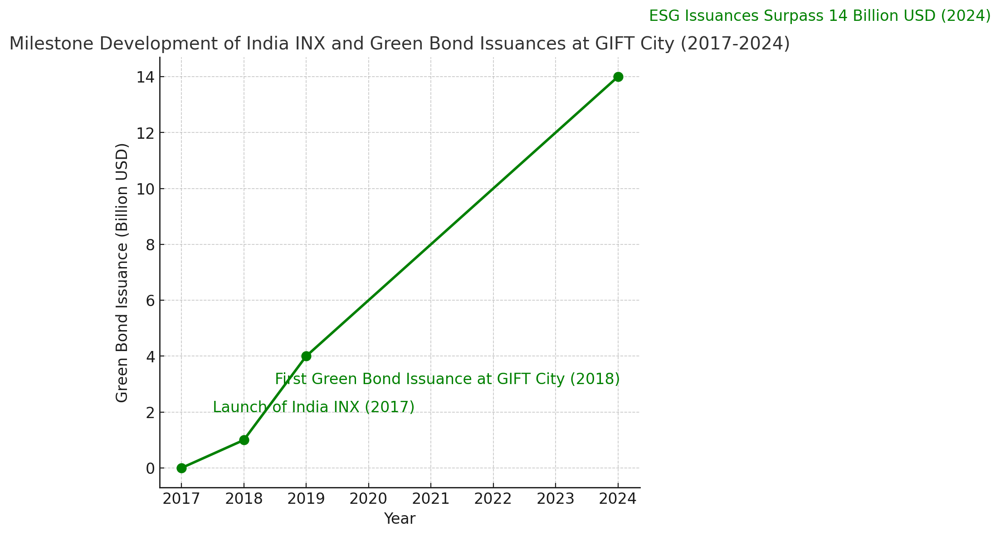 ESG Issuances Surpass 14 Billion USD (2024)
Milestone Development of India INX and Green Bond Issuances at GIFT City (2017-2024)
Green Bond Issuance (Billion USD)
14
12
10
8
6
4
2
0
First Green Bond Issuance at GIFT City (2018)
Launch of India INX (2017)
2017 2018 2019 2020 2021 2022 2023 2024
Year